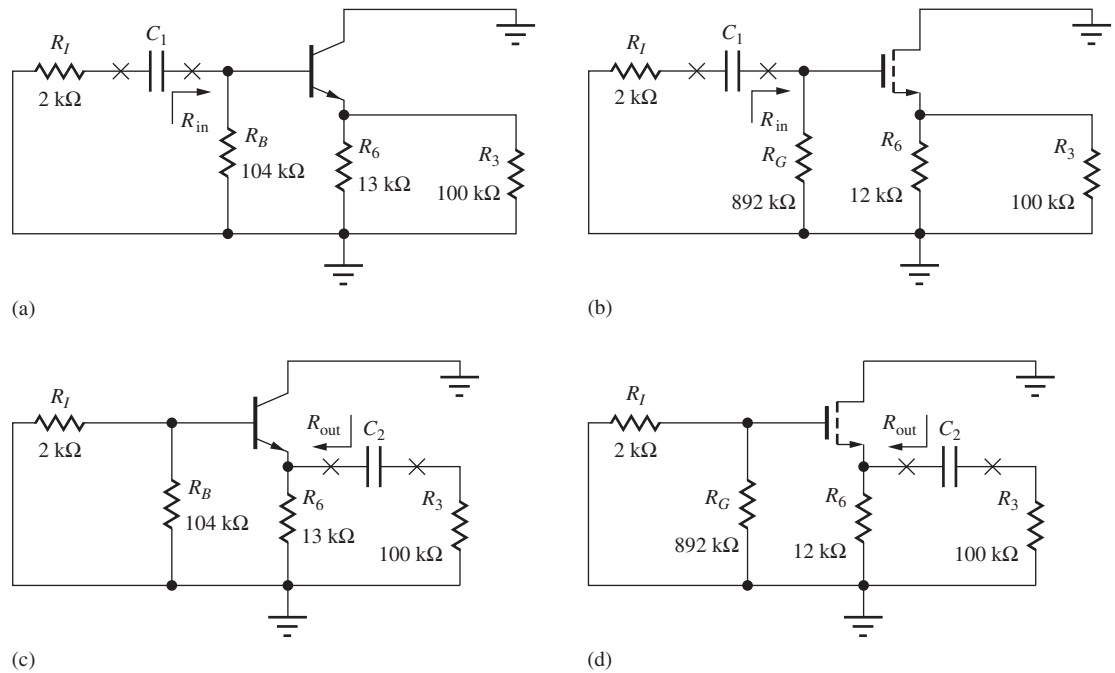 R_I
2 kΩ
C_1
R_in
R_B
104 kΩ
R_6
13 kΩ
R_3
100 kΩ
(a)
R_I
2 kΩ
C_1
R_in
R_G
892 kΩ
R_6
12 kΩ
R_3
100 kΩ
(b)
R_I
2 kΩ
R_B
104 kΩ
R_out
C_2
R_6
13 kΩ
R_3
100 kΩ
(c)
R_I
2 kΩ
R_G
892 kΩ
R_out
C_2
R_6
12 kΩ
R_3
100 kΩ
(d)